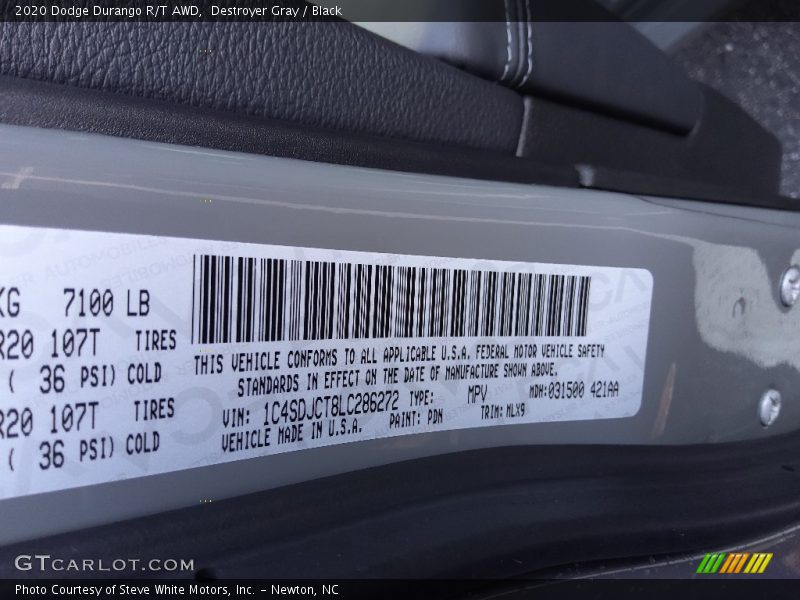 2020 Dodge Durango R/T AWD,  Destroyer Gray / Black
KG 7100 LB
R20 107T TIRES
( 36 PSI) COLD
R20 107T TIRES
( 36 PSI) COLD
THIS VEHICLE CONFORMS TO ALL APPLICABLE U.S.A. FEDERAL MOTOR VEHICLE SAFETY
STANDARDS IN EFFECT ON THE DATE OF MANUFACTURE SHOWN ABOVE.
VIN: 1C4SDJCT8LC286272 TYPE: MPV MDH:031500 421AA
VEHICLE MADE IN U.S.A. PAINT: PDN TRIM: MLX9
GTCARLOT.COM
Photo Courtesy of Steve White Motors, Inc. – Newton, NC